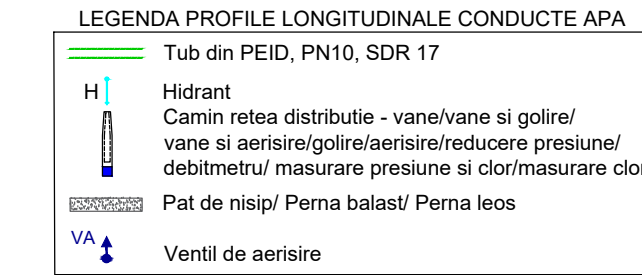 LEGENDA PROFILE LONGITUDINALE CONDUCTE APA
Tub din PEID, PN10, SDR 17
H Hidrant
Camin retea distributie - vane/vane si golire/
vane si aerisire/golire/aerisire/reducere presiune/
debitmetru/ masurare presiune si clor/masurare clor
Pat de nisip/ Perna balast/ Perna leos
VA
Ventil de aerisire